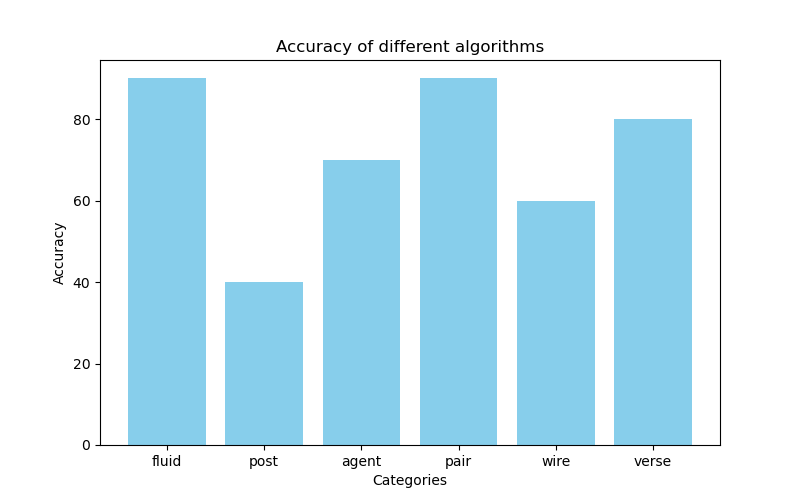 Accuracy of different algorithms
Accuracy
80
60
40
20
0
fluid post agent pair wire verse
Categories